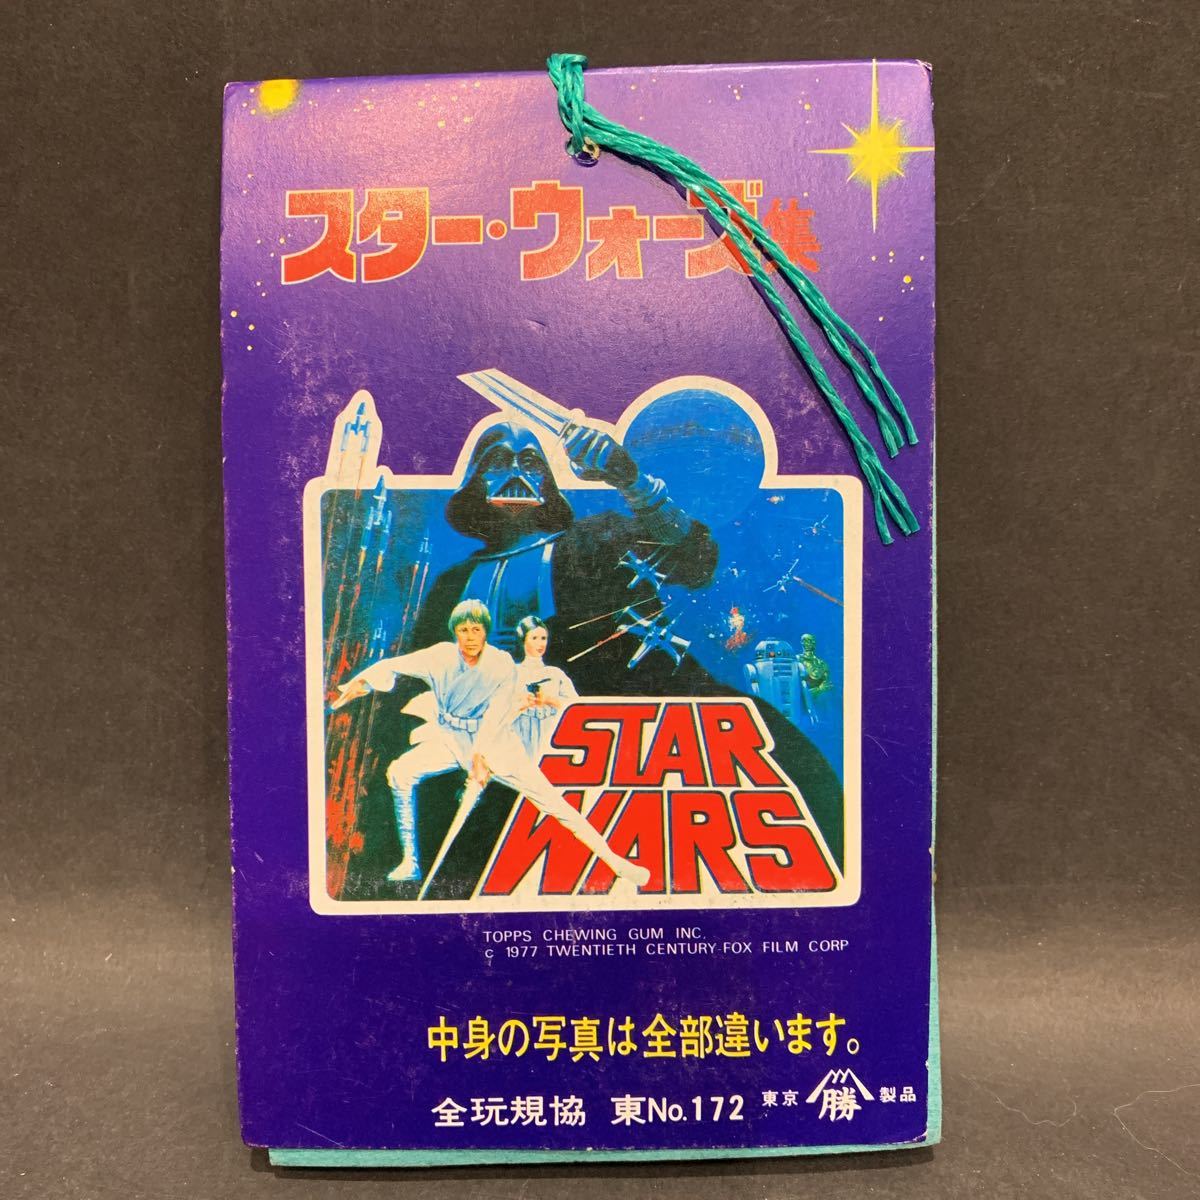 スター・ウォーズ集
STAR
WARS
TOPPS CHEWING GUM INC.
c 1977 TWENTIETH CENTURY-FOX FILM CORP
中身の写真は全部違います。
全玩規協 東No.172 東京 勝 製品